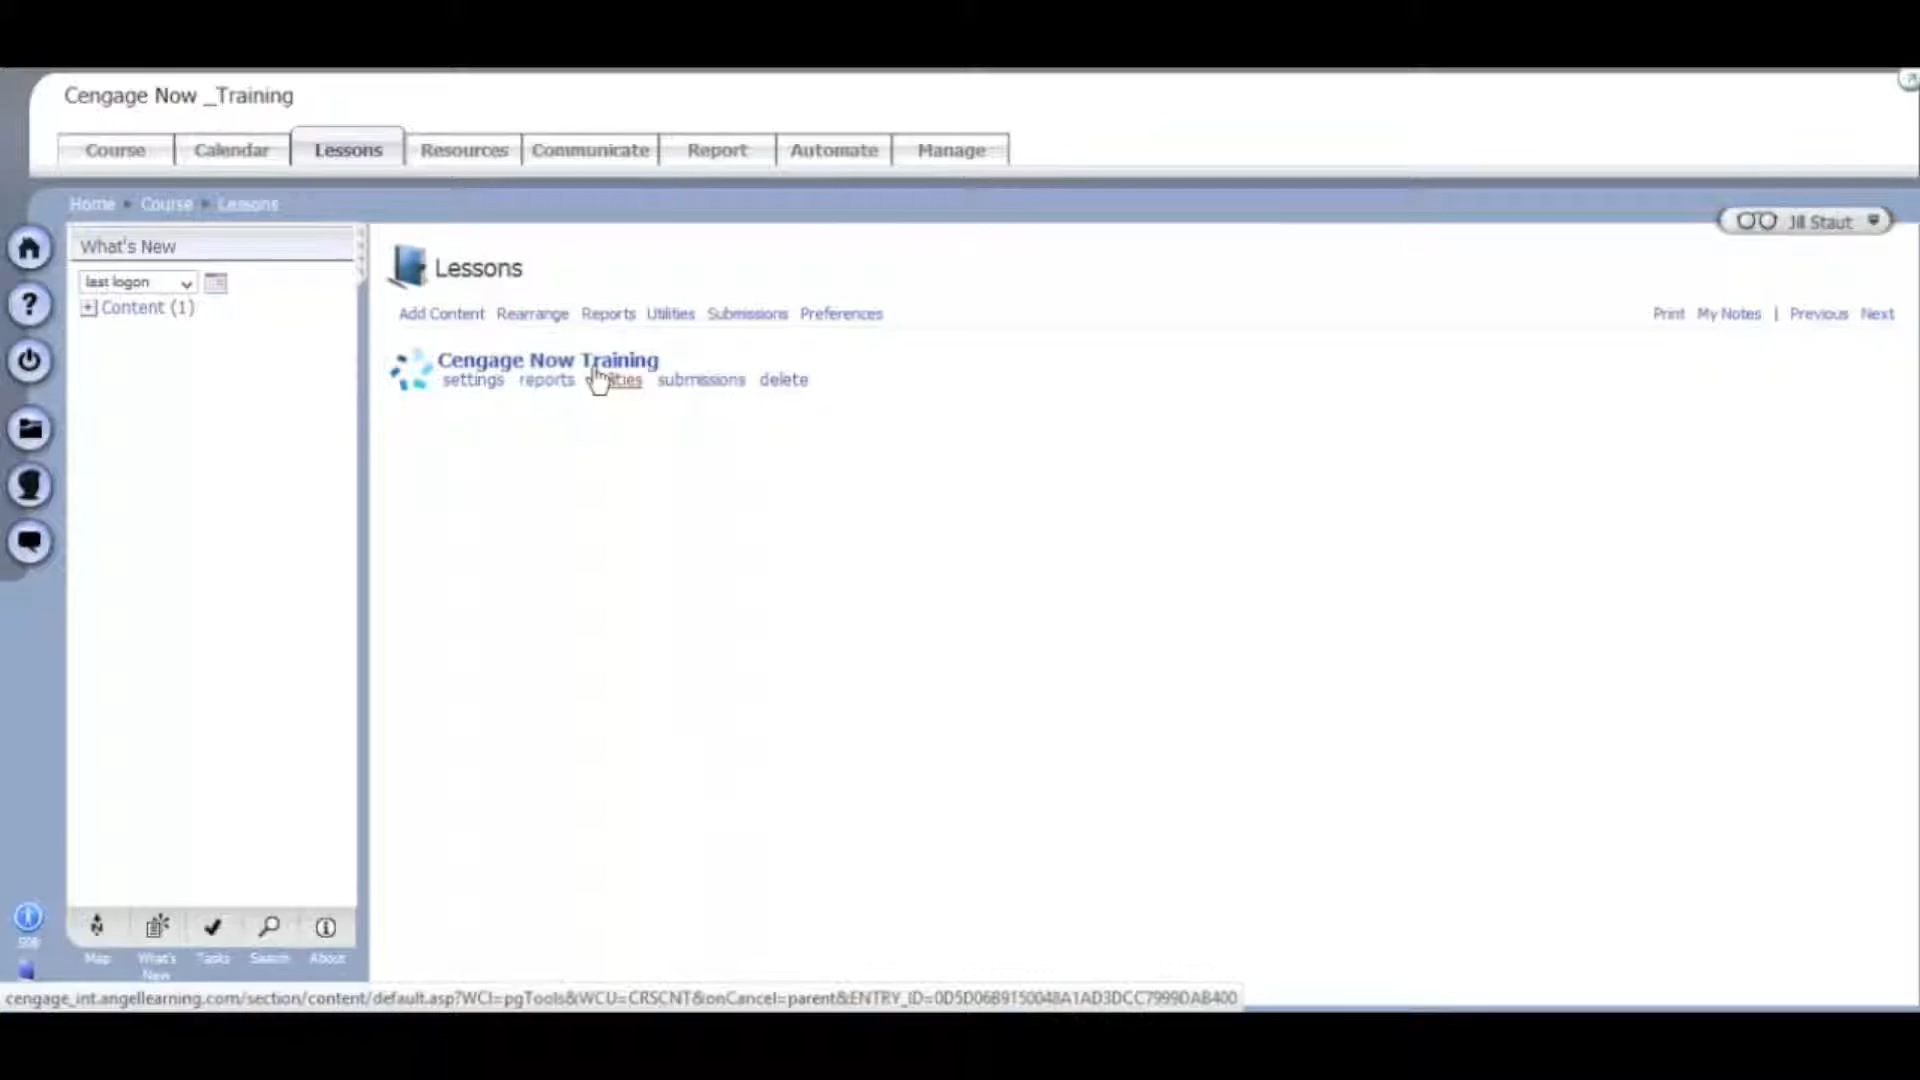 Cengage Now _Training
Course Calendar Lessons Resources Communicate Report Automate Manage
Home Course Lessons
Jill Staut
What's New
last logon
Content (1)
Lessons
Add Content Rearrange Reports Utilities Submissions Preferences
Print My Notes | Previous Next
Cengage Now Training
settings reports submissions delete
Map What's New Tasks Search About
cengage_int.angellearning.com/section/content/default.asp?WCI=pgTools&WCU=CRSCNT&onCancel=parent&ENTRY_ID=0D5D06B9150048A1AD3DCC7999DAB400